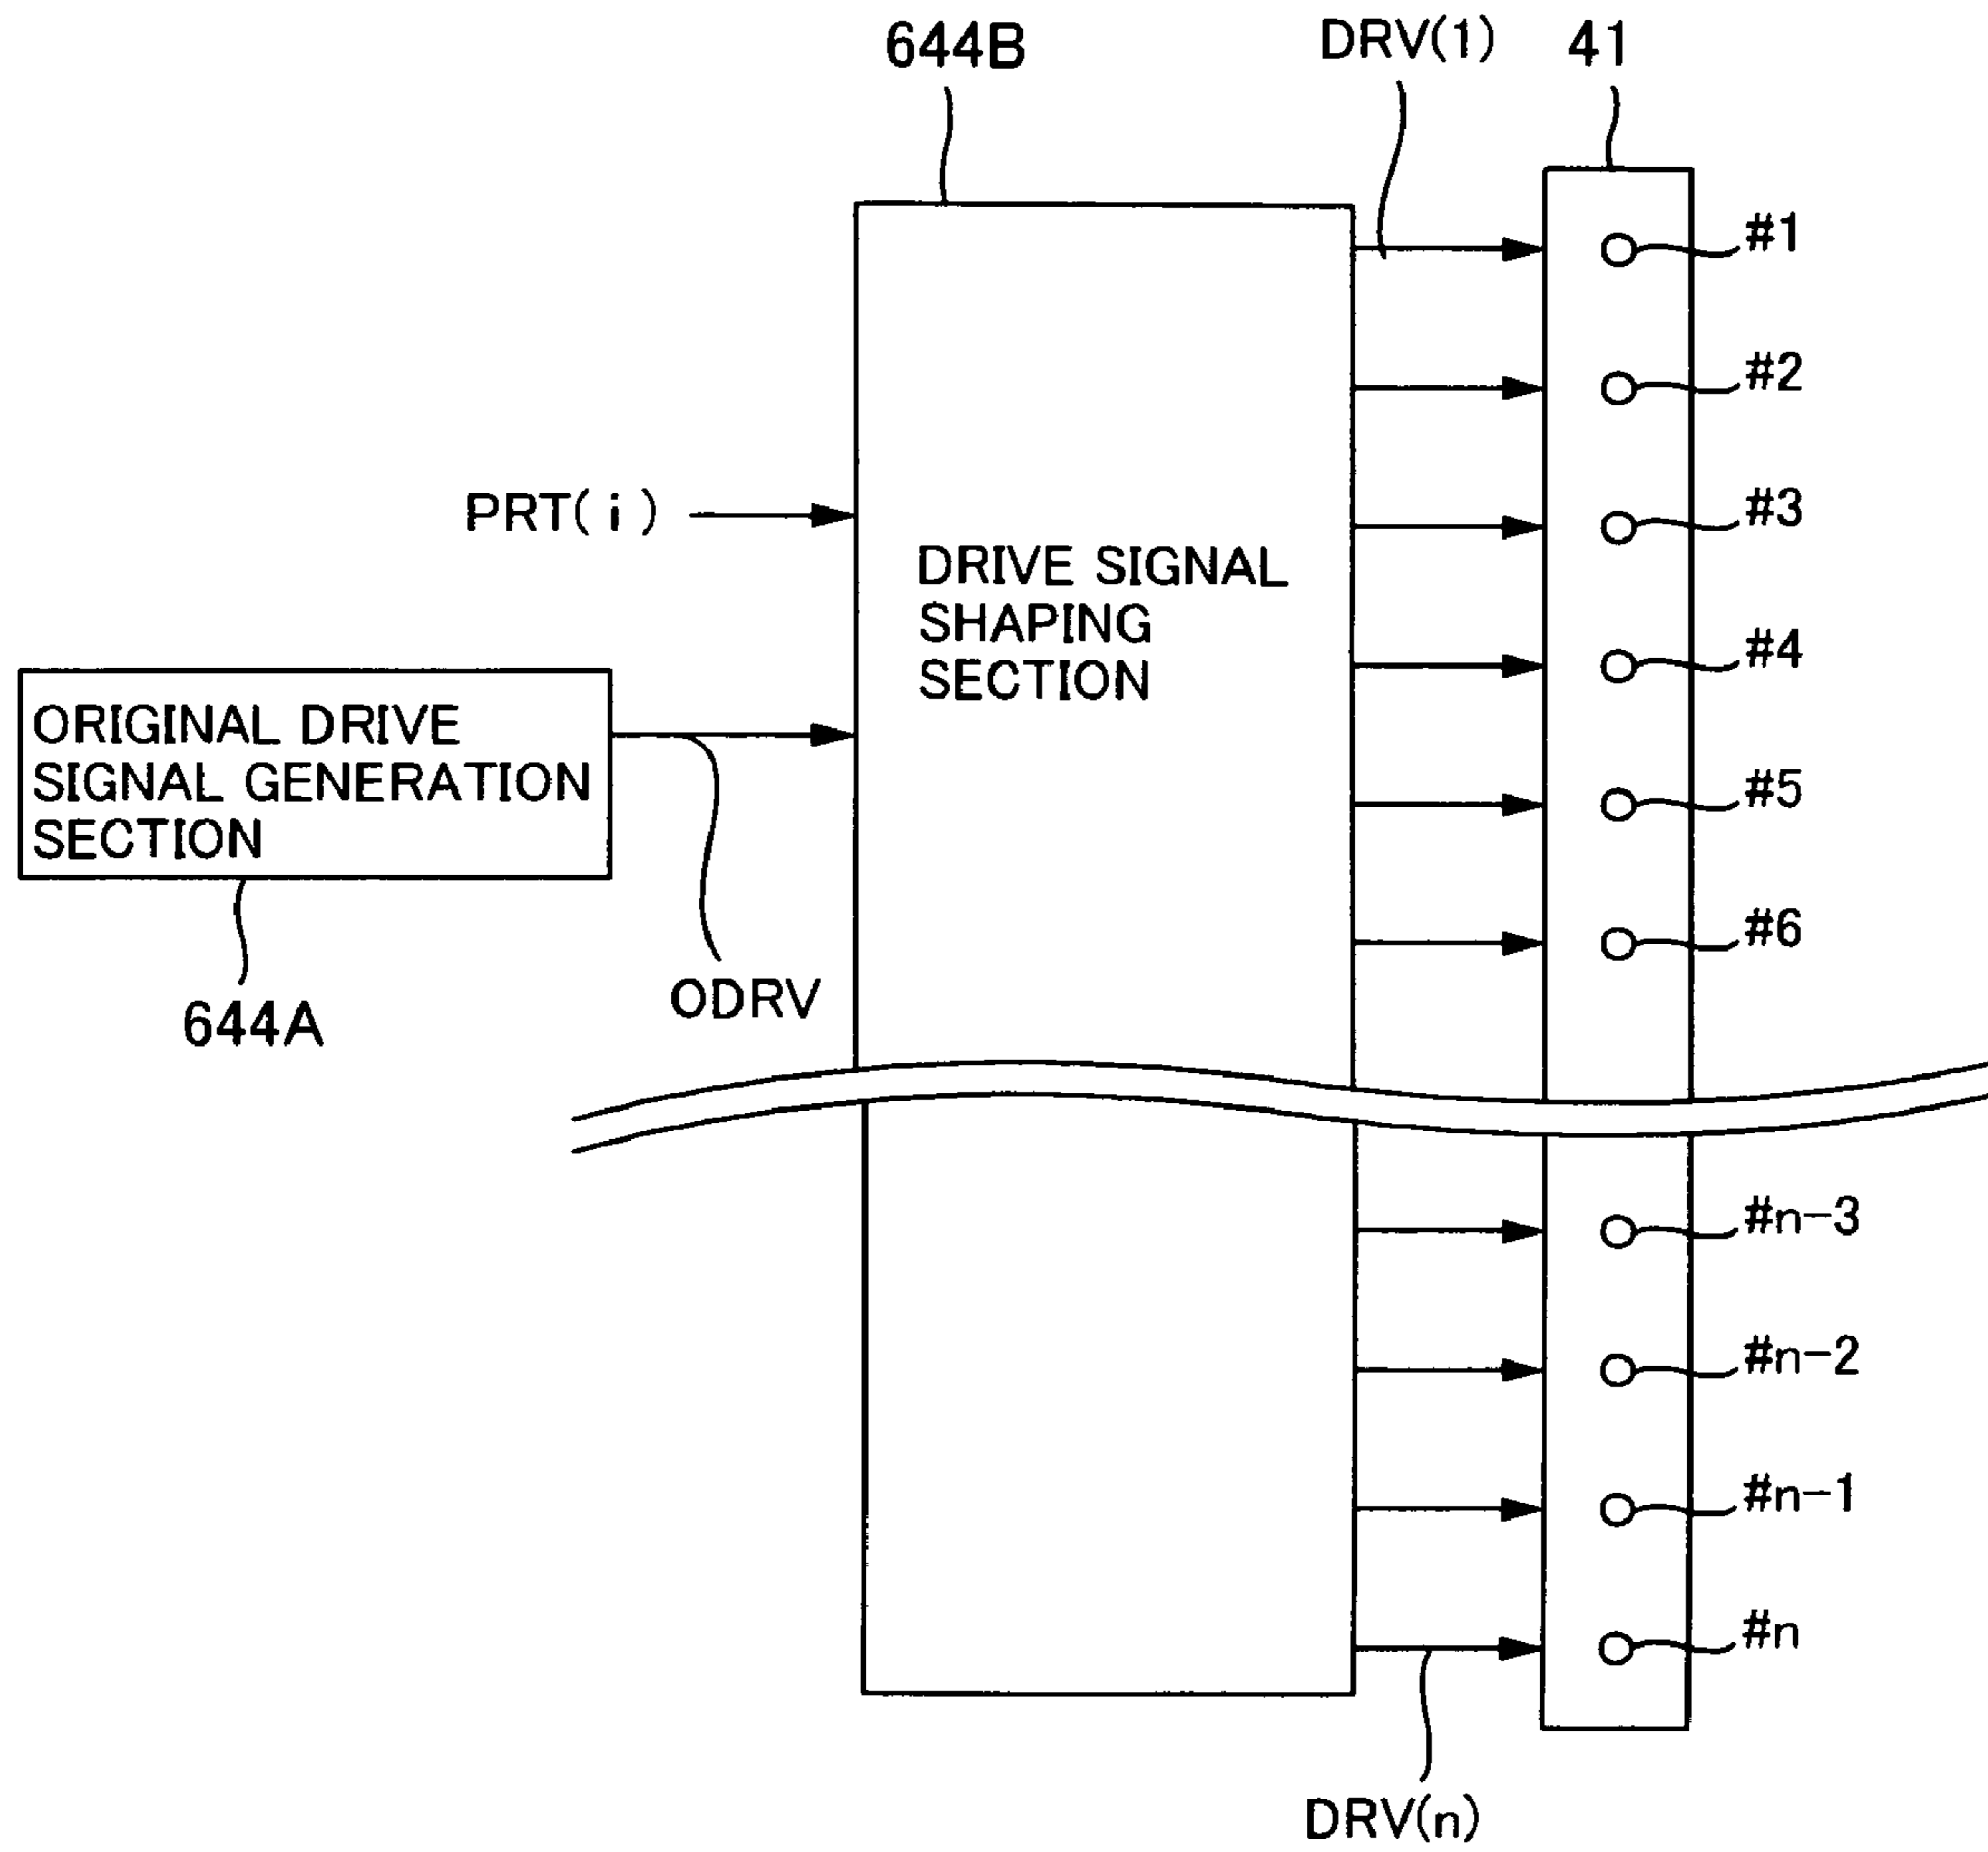 644B
DRV(1)
41
#1
#2
PRT(i)
#3
DRIVE SIGNAL
SHAPING
SECTION
#4
ORIGINAL DRIVE
SIGNAL GENERATION
SECTION
#5
#6
ODRV
644A
#n-3
#n-2
#n-1
#n
DRV(n)